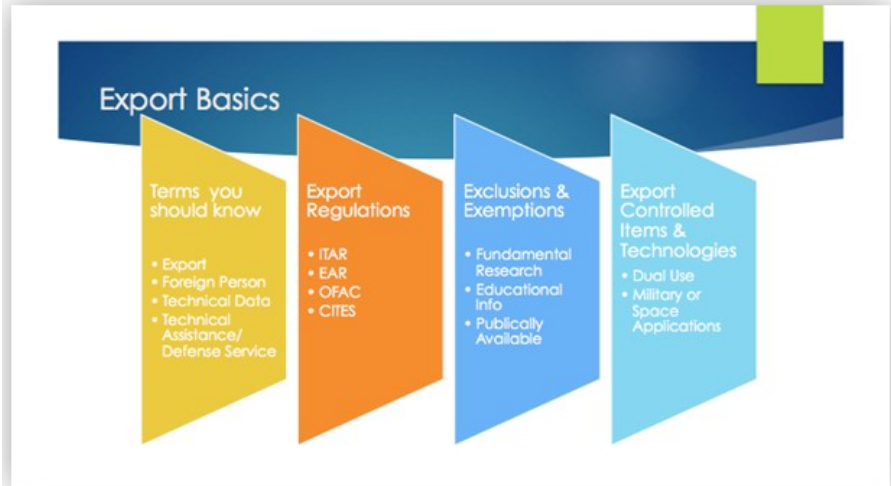 Export Basics
Terms you
should know
• Export
• Foreign Person
• Technical Data
• Technical
Assistance/
Defense Service
Export
Regulations
• ITAR
• EAR
• OFAC
• CITES
Exclusions &
Exemptions
• Fundamental
Research
• Educational
Info
• Publically
Available
Export
Controlled
Items &
Technologies
• Dual Use
• Military or
Space
Applications